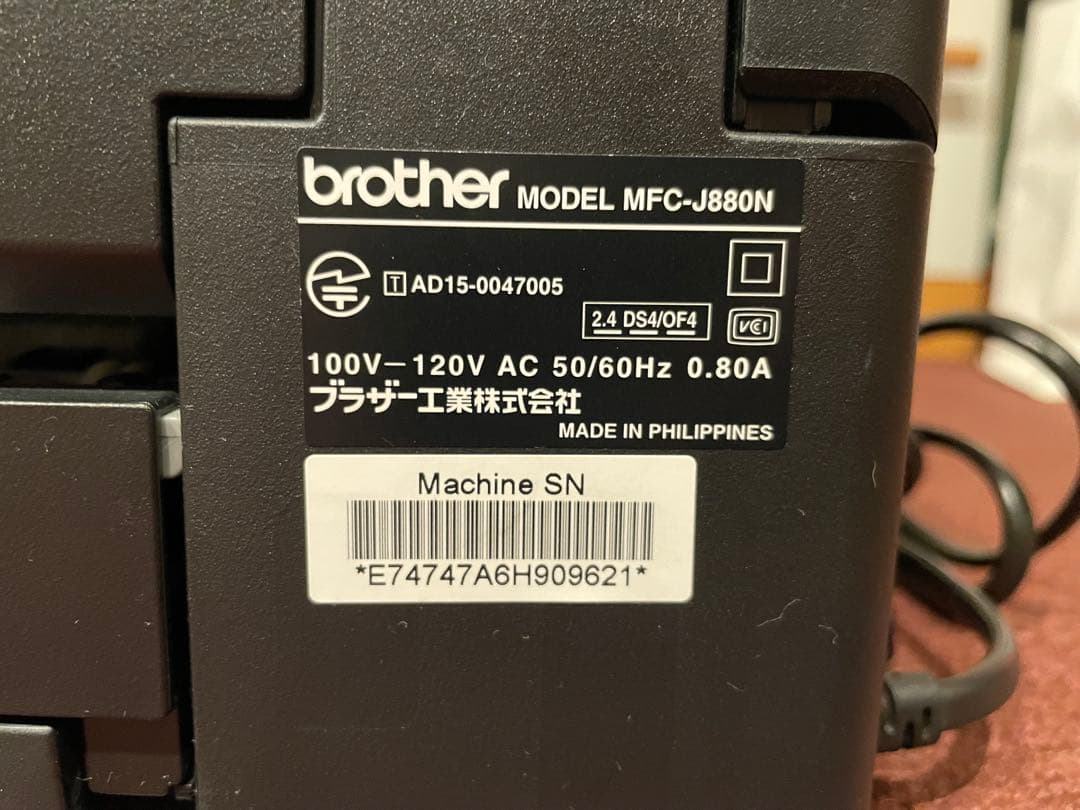 brother MODEL MFC-J880N
T AD15-0047005
2.4 DS4/OF4
VCI
100V-120V AC 50/60Hz 0.80A
ブラザー工業株式会社
MADE IN PHILIPPINES
Machine SN
*E74747A6H909621*